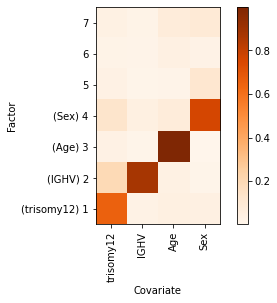 7
6
5
(Sex) 4
(Age) 3
(IGHV) 2
(trisomy12) 1
Factor
trisomy12
IGHV
Age
Sex
Covariate
0.8
0.6
0.4
0.2